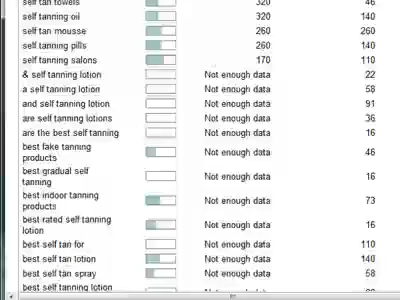 self tan towels 320 46
self tanning oil 320 140
self tan mousse 260 260
self tanning pills 260 140
self tanning salons 170 110
& self tanning lotion Not enough data 22
a self tanning lotion Not enough data 58
and self tanning lotion Not enough data 91
are self tanning lotions Not enough data 36
are the best self tanning Not enough data 16
best fake tanning
products Not enough data 46
best gradual self
tanning Not enough data 16
best indoor tanning
products Not enough data 73
best rated self tanning
lotion Not enough data 16
best self tan for Not enough data 110
best self tan lotion Not enough data 140
best self tan spray Not enough data 58
best self tanning lotion